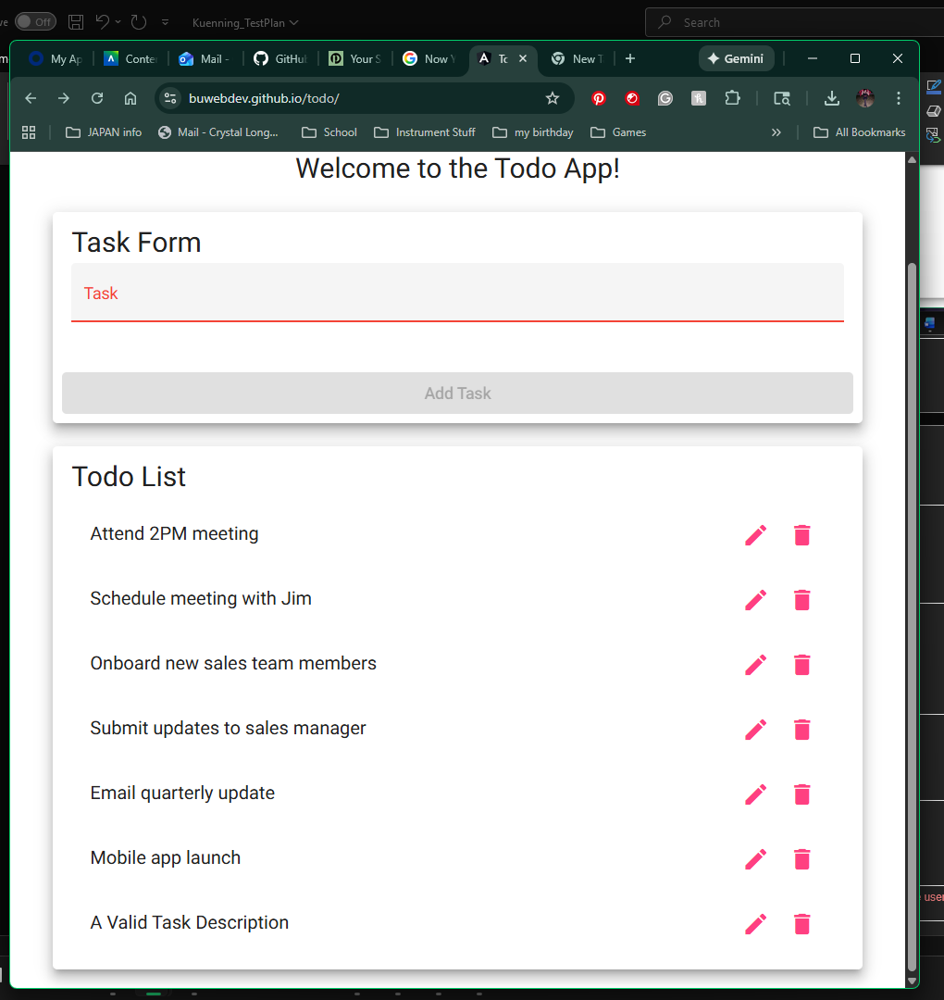 Off
Kuenning_TestPlan
Search
My Ap
Conte
Mail -
GitHu
Your S
Now Y
To
New T
Gemini
buwebdev.github.io/todo/
JAPAN info
Mail - Crystal Long...
School
Instrument Stuff
my birthday
Games
»
All Bookmarks
Welcome to the Todo App!
Task Form
Task
Add Task
Todo List
Attend 2PM meeting
Schedule meeting with Jim
Onboard new sales team members
Submit updates to sales manager
Email quarterly update
Mobile app launch
A Valid Task Description
user